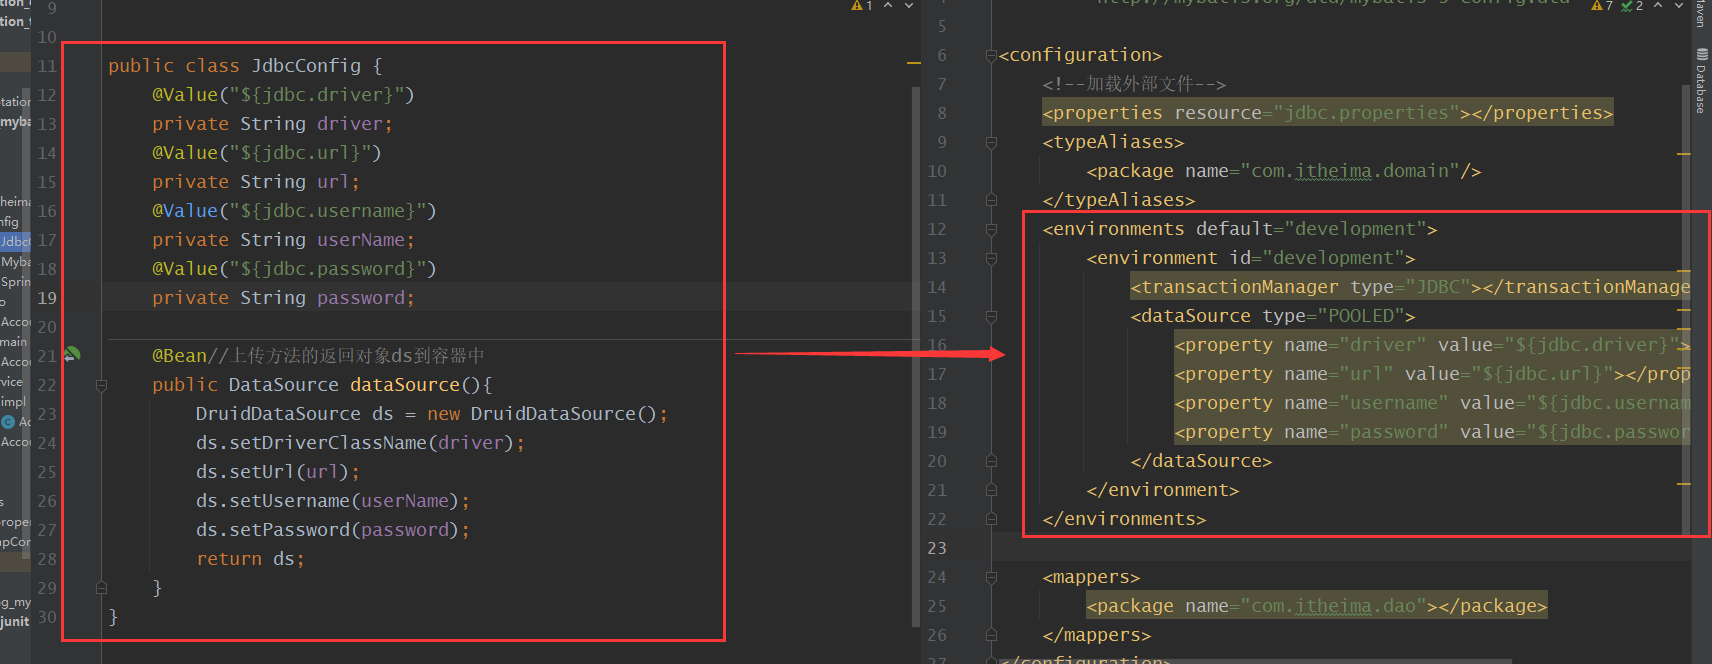 9
10
11 public class JdbcConfig {
12 @Value("${jdbc.driver}")
13 private String driver;
14 @Value("${jdbc.url}")
15 private String url;
16 @Value("${jdbc.username}")
17 private String userName;
18 @Value("${jdbc.password}")
19 private String password;
20
21 @Bean//上传方法的返回对象ds到容器中
22 public DataSource dataSource(){
23 DruidDataSource ds = new DruidDataSource();
24 ds.setDriverClassName(driver);
25 ds.setUrl(url);
26 ds.setUsername(userName);
27 ds.setPassword(password);
28 return ds;
29 }
30 }
1
7 2
5
6 <configuration>
7 <!--加载外部文件-->
8 <properties resource="jdbc.properties"></properties>
9 <typeAliases>
10 <package name="com.itheima.domain"/>
11 </typeAliases>
12 <environments default="development">
13 <environment id="development">
14 <transactionManager type="JDBC"></transactionManage
15 <dataSource type="POOLED">
16 <property name="driver" value="${jdbc.driver}">
17 <property name="url" value="${jdbc.url}"></prop
18 <property name="username" value="${jdbc.usernam
19 <property name="password" value="${jdbc.passwor
20 </dataSource>
21 </environment>
22 </environments>
23
24 <mappers>
25 <package name="com.itheima.dao"></package>
26 </mappers>
27 </configuration>
Maven
Database